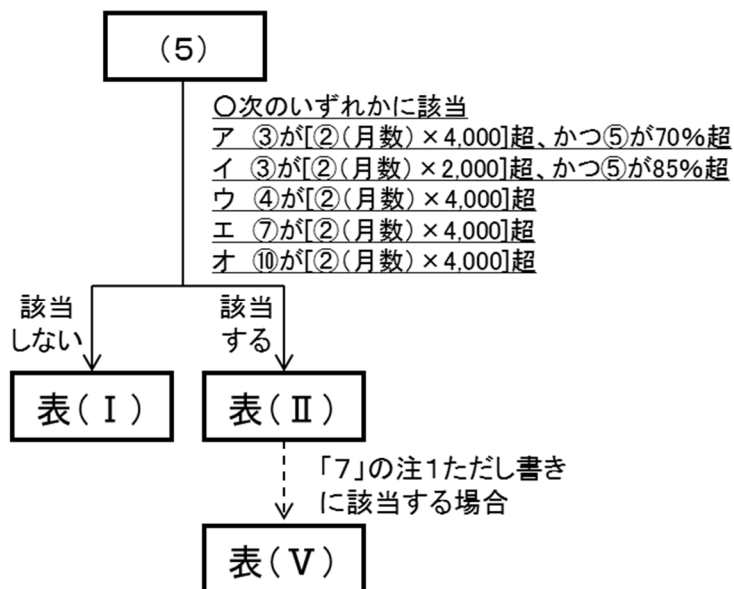 （５）
○次のいずれかに該当
ア ③が[②（月数）×4,000]超、かつ⑤が70％超
イ ③が[②（月数）×2,000]超、かつ⑤が85％超
ウ ④が[②（月数）×4,000]超
エ ⑦が[②（月数）×4,000]超
オ ⑩が[②（月数）×4,000]超
該当
しない
該当
する
表（Ⅰ）
表（Ⅱ）
「７」の注１ただし書き
に該当する場合
表（Ⅴ）